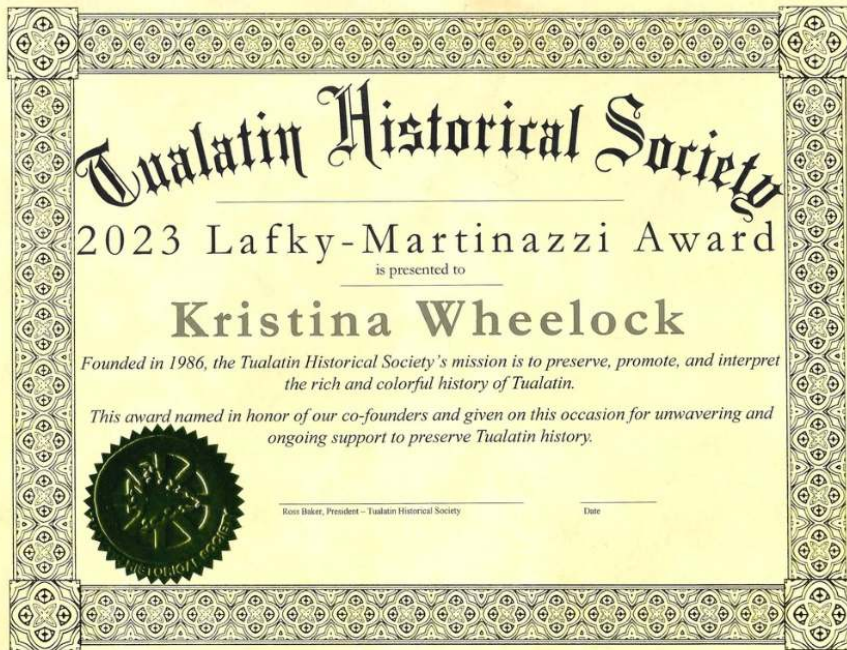 Tualatin Historical Society
2023 Lafky-Martinazzi Award
is presented to
Kristina Wheelock
Founded in 1986, the Tualatin Historical Society's mission is to preserve, promote, and interpret
the rich and colorful history of Tualatin.
This award named in honor of our co-founders and given on this occasion for unwavering and
ongoing support to preserve Tualatin history.
Ross Baker, President – Tualatin Historical Society
Date
HISTORICAL SOCIETY